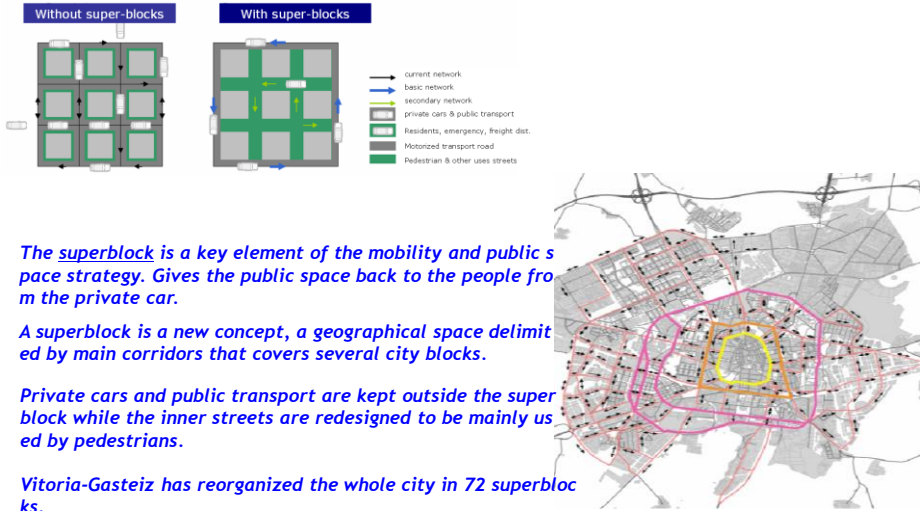 Without super-blocks
With super-blocks
current network
basic network
secondary network
private cars & public transport
Residents, emergency, freight dist.
Motorized transport road
Pedestrian & other uses streets
The superblock is a key element of the mobility and public s
pace strategy. Gives the public space back to the people fro
m the private car.
A superblock is a new concept, a geographical space delimit
ed by main corridors that covers several city blocks.
Private cars and public transport are kept outside the super
block while the inner streets are redesigned to be mainly us
ed by pedestrians.
Vitoria-Gasteiz has reorganized the whole city in 72 superbloc
ks.